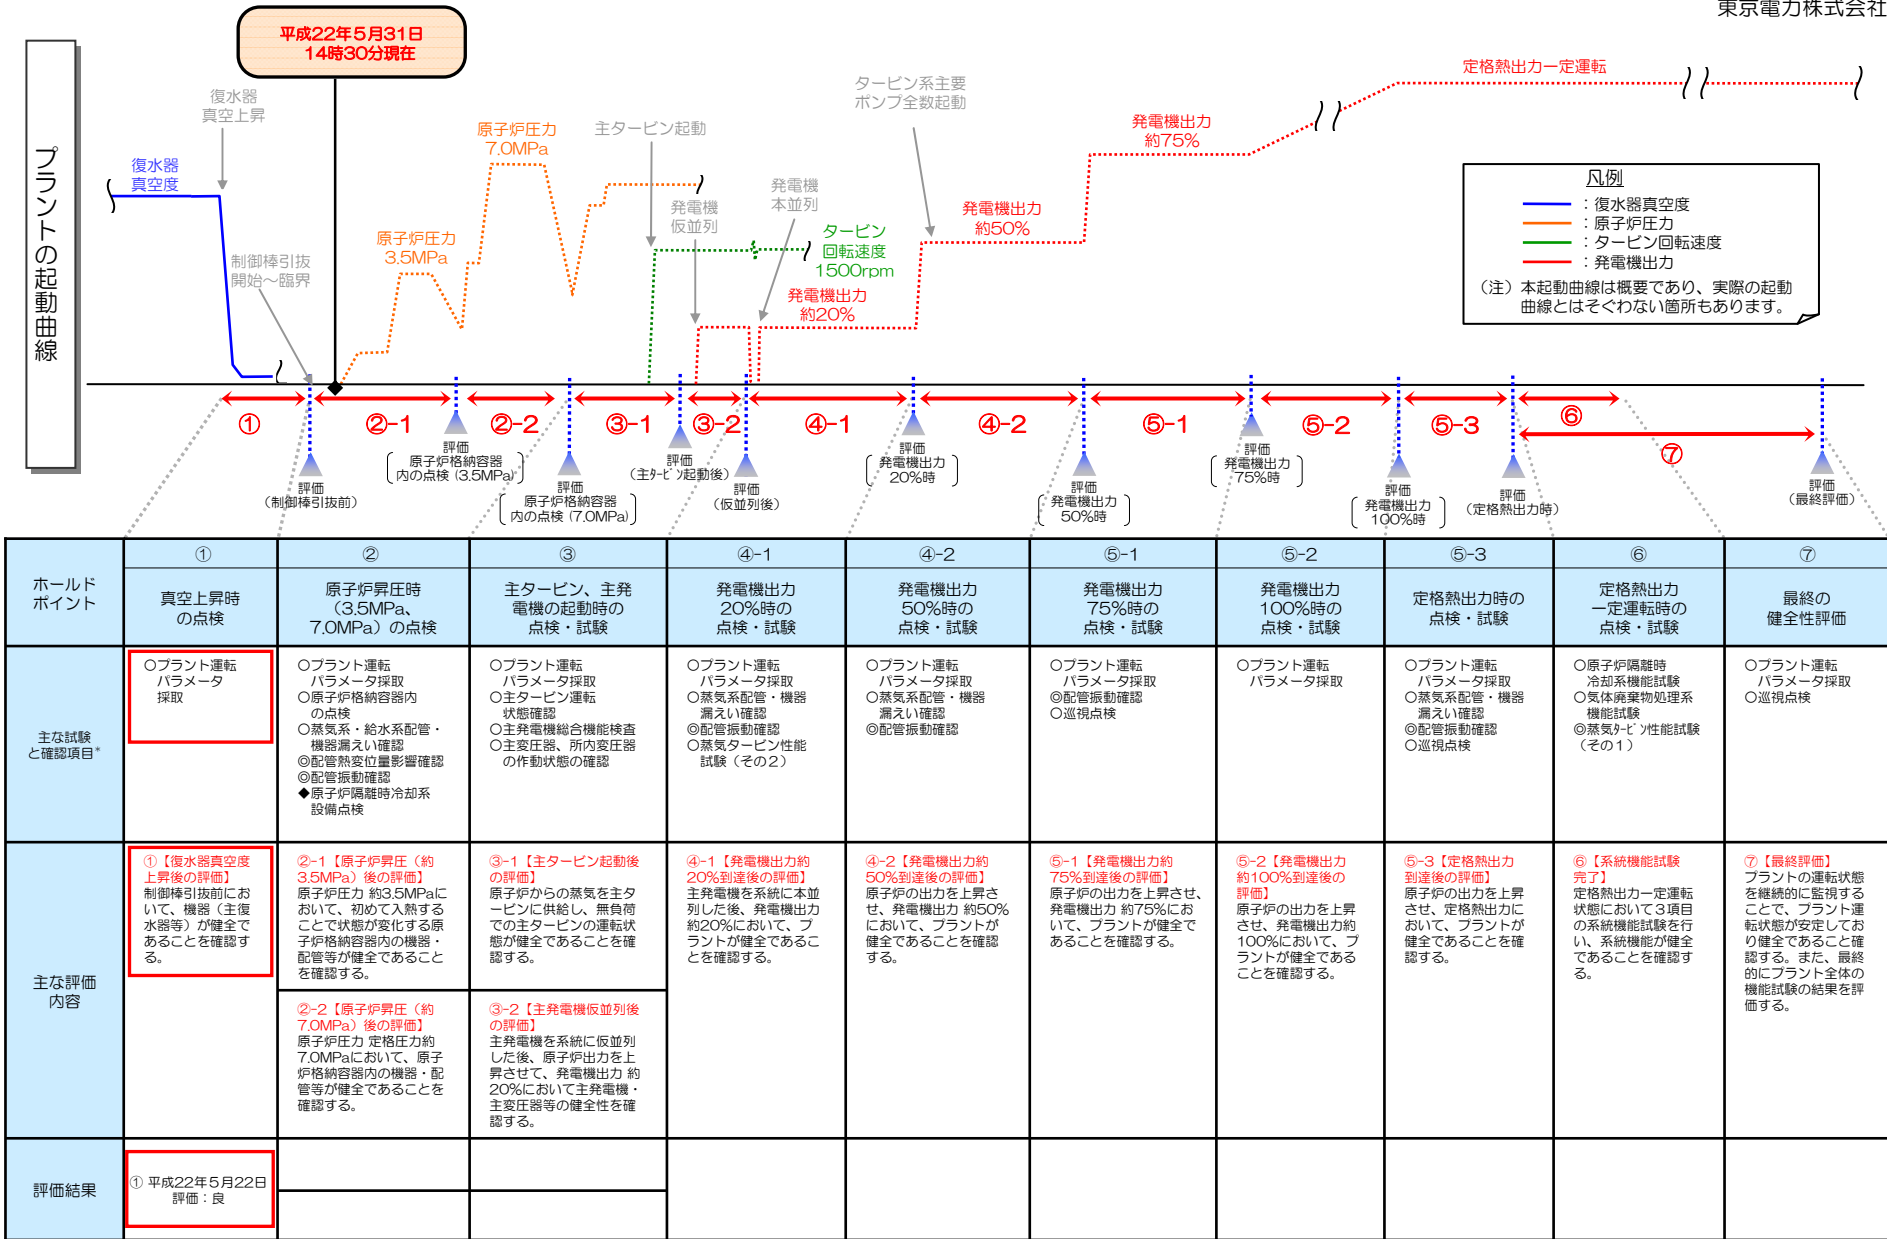 東京電力株式会社
平成22年5月31日
14時30分現在
プラントの起動曲線
復水器
真空上昇
復水器
真空度
制御棒引抜
開始～臨界
原子炉圧力
3.5MPa
原子炉圧力
7.0MPa
主タービン起動
発電機
仮並列
発電機
本並列
タービン
回転速度
1500rpm
発電機出力
約20%
タービン系主要
ポンプ全数起動
発電機出力
約50%
発電機出力
約75%
定格熱出力一定運転
凡例
：復水器真空度
：原子炉圧力
：タービン回転速度
：発電機出力
（注）本起動曲線は概要であり、実際の起動
曲線とはそぐわない箇所もあります。
①
②-1
②-2
③-1
③-2
④-1
④-2
⑤-1
⑤-2
⑤-3
⑥
⑦
評価
（制御棒引抜前）
評価
原子炉格納容器
内の点検 (3.5MPa)
評価
原子炉格納容器
内の点検 (7.0MPa)
評価
（主ﾀｰﾋﾞﾝ起動後）
評価
（仮並列後）
評価
発電機出力
20%時
評価
発電機出力
50%時
評価
発電機出力
75%時
評価
発電機出力
100%時
評価
（定格熱出力時）
評価
（最終評価）
ホールド
ポイント
①
真空上昇時
の点検
②
原子炉昇圧時
（3.5MPa、
7.0MPa）の点検
③
主タービン、主発
電機の起動時の
点検・試験
④-1
発電機出力
20%時の
点検・試験
④-2
発電機出力
50%時の
点検・試験
⑤-1
発電機出力
75%時の
点検・試験
⑤-2
発電機出力
100%時の
点検・試験
⑤-3
定格熱出力時の
点検・試験
⑥
定格熱出力
一定運転時の
点検・試験
⑦
最終の
健全性評価
主な試験
と確認項目*
〇プラント運転
パラメータ
採取
〇プラント運転
パラメータ採取
〇原子炉格納容器内
の点検
〇蒸気系・給水系配管・
機器漏えい確認
◎配管熱変位量影響確認
◎配管振動確認
◆原子炉隔離時冷却系
設備点検
〇プラント運転
パラメータ採取
〇主タービン運転
状態確認
〇主発電機総合機能検査
〇主変圧器、所内変圧器
の作動状態の確認
〇プラント運転
パラメータ採取
〇蒸気系配管・機器
漏えい確認
◎配管振動確認
〇蒸気タービン性能
試験（その２）
〇プラント運転
パラメータ採取
〇蒸気系配管・機器
漏えい確認
◎配管振動確認
〇プラント運転
パラメータ採取
◎配管振動確認
〇巡視点検
〇プラント運転
パラメータ採取
〇プラント運転
パラメータ採取
〇蒸気系配管・機器
漏えい確認
◎配管振動確認
〇巡視点検
〇原子炉隔離時
冷却系機能試験
〇気体廃棄物処理系
機能試験
◎蒸気ﾀｰﾋﾞﾝ性能試験
（その１）
〇プラント運転
パラメータ採取
〇巡視点検
主な評価
内容
①【復水器真空度
上昇後の評価】
制御棒引抜前にお
いて、機器（主復
水器等）が健全で
あることを確認す
る。
②-1【原子炉昇圧（約
3.5MPa）後の評価】
原子炉圧力 約3.5MPaに
おいて、初めて入熱する
ことで状態が変化する原
子炉格納容器内の機器・
配管等が健全であること
を確認する。
②-2【原子炉昇圧（約
7.0MPa）後の評価】
原子炉圧力 定格圧力約
7.0MPaにおいて、原子
炉格納容器内の機器・配
管等が健全であることを
確認する。
③-1【主タービン起動後
の評価】
原子炉からの蒸気を主タ
ービンに供給し、無負荷
での主タービンの運転状
態が健全であることを確
認する。
③-2【主発電機仮並列後
の評価】
主発電機を系統に仮並列
した後、原子炉出力を上
昇させて、発電機出力 約
20%において主発電機・
主変圧器等の健全性を確
認する。
④-1【発電機出力約
20%到達後の評価】
主発電機を系統に本並
列した後、発電機出力
約20%において、プ
ラントが健全であるこ
とを確認する。
④-2【発電機出力約
50%到達後の評価】
原子炉の出力を上昇さ
せ、発電機出力 約50%
において、プラントが
健全であることを確認
する。
⑤-1【発電機出力約
75%到達後の評価】
原子炉の出力を上昇させ、
発電機出力 約75%にお
いて、プラントが健全で
あることを確認する。
⑤-2【発電機出力
約100%到達後の
評価】
原子炉の出力を上昇
させ、発電機出力約
100%において、プ
ラントが健全である
ことを確認する。
⑤-3【定格熱出力
到達後の評価】
原子炉の出力を上昇
させ、定格熱出力に
おいて、プラントが
健全であることを確
認する。
⑥【系統機能試験
完了】
定格熱出力一定運転
状態において３項目
の系統機能試験を行
い、系統機能が健全
であることを確認す
る。
⑦【最終評価】
プラントの運転状態
を継続的に監視する
ことで、プラント運
転状態が安定してお
り健全であること確
認する。また、最終
的にプラント全体の
機能試験の結果を評
価する。
評価結果
① 平成22年５月22日
評価：良